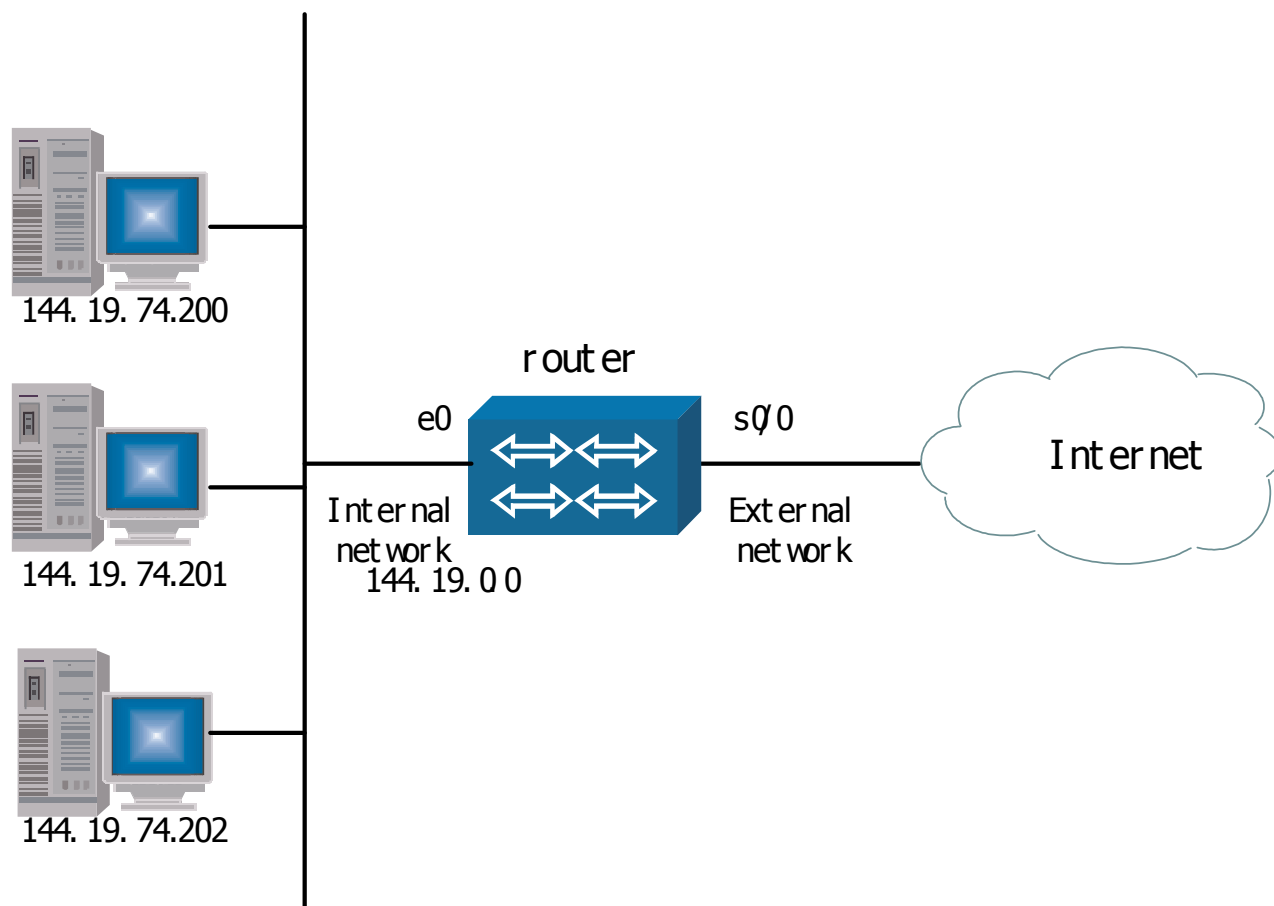 144. 19. 74.200
router
e0
s0/0
Internet
Internal
network
144. 19. 0.0
External
network
144. 19. 74.201
144. 19. 74.202